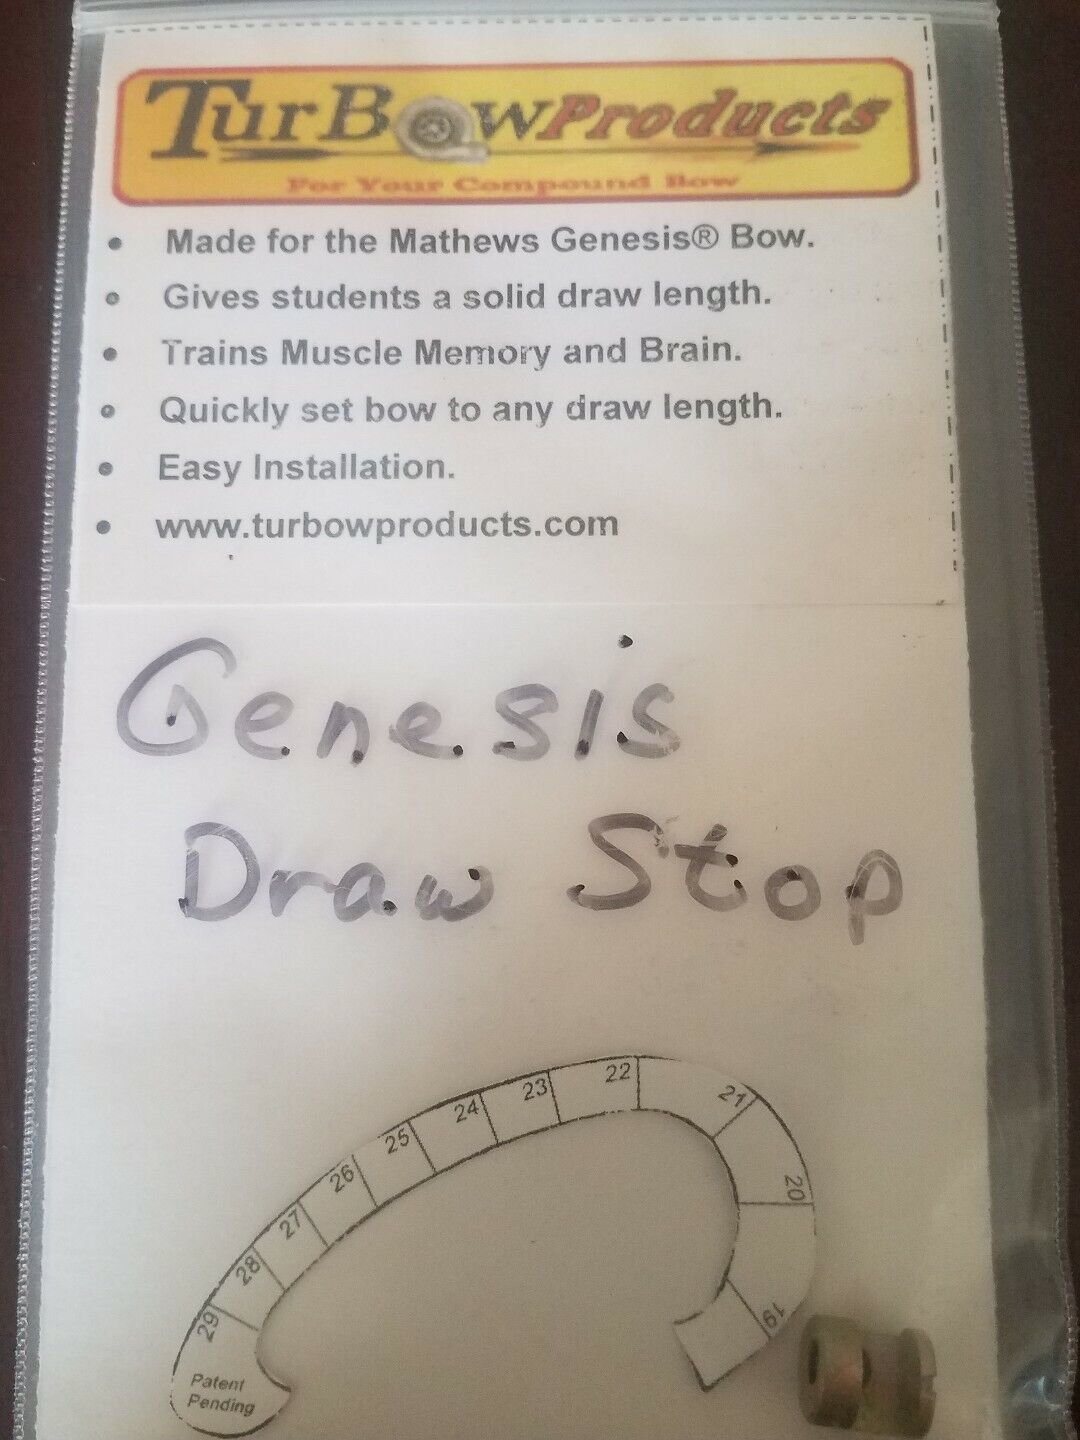 TurBowProducts
For Your Compound Bow
• Made for the Mathews Genesis® Bow.
• Gives students a solid draw length.
• Trains Muscle Memory and Brain.
• Quickly set bow to any draw length.
• Easy Installation.
• www.turbowproducts.com
Genesis
Draw Stop
29 28 27 26 25 24 23 22 21 20 19
Patent
Pending